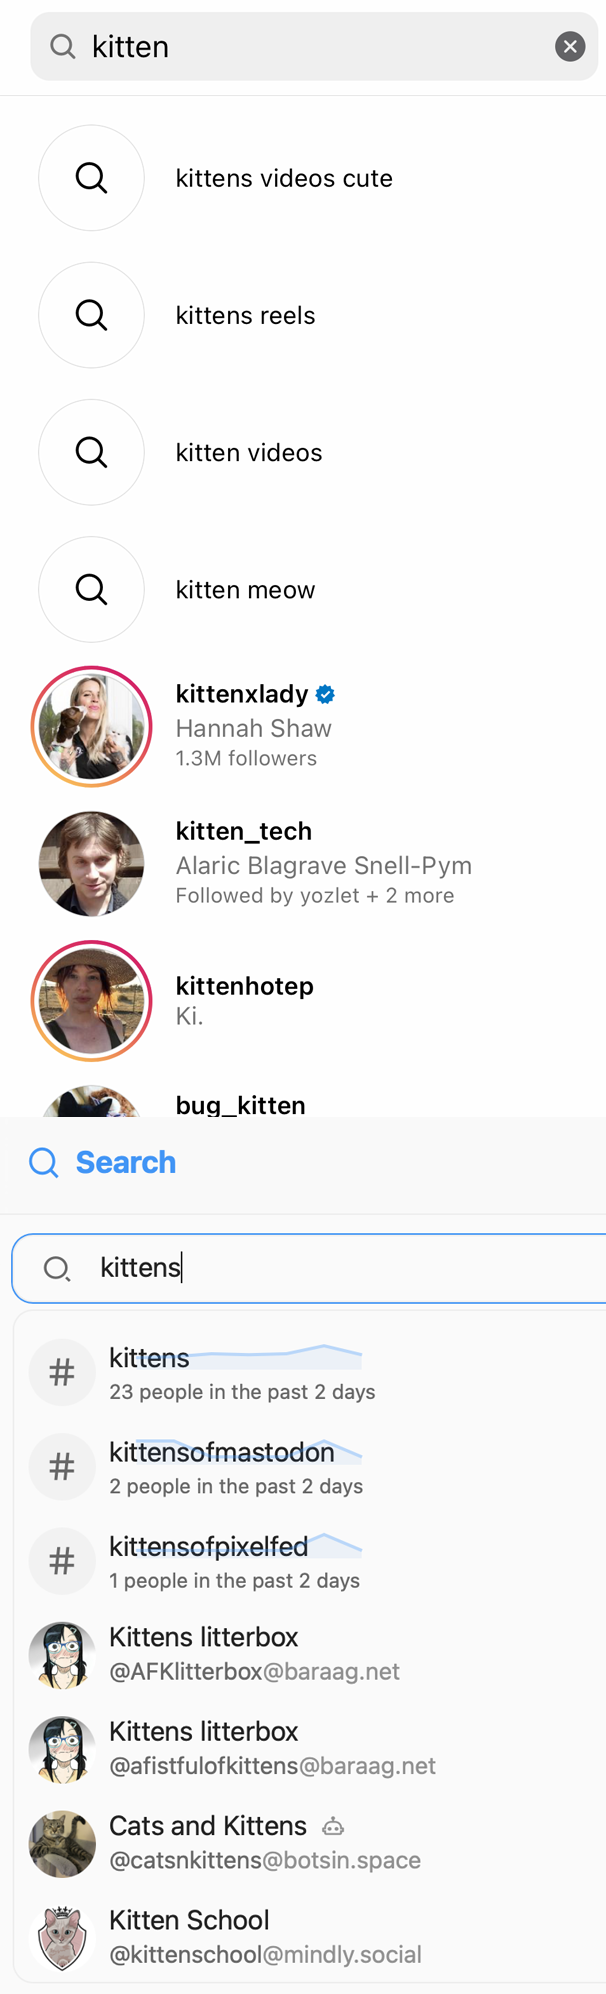 kitten
kittens videos cute
kittens reels
kitten videos
kitten meow
kittenxlady
Hannah Shaw
1.3M followers
kitten_tech
Alaric Blagrave Snell-Pym
Followed by yozlet + 2 more
kittenhotep
Ki.
bug_kitten
Search
kittens
# kittens
23 people in the past 2 days
# kittensofmastodon
2 people in the past 2 days
# kittensofpixelfed
1 people in the past 2 days
Kittens litterbox
@AFKlitterbox@baraag.net
Kittens litterbox
@afistfulofkittens@baraag.net
Cats and Kittens
@catsnkittens@botsin.space
Kitten School
@kittenschool@mindly.social